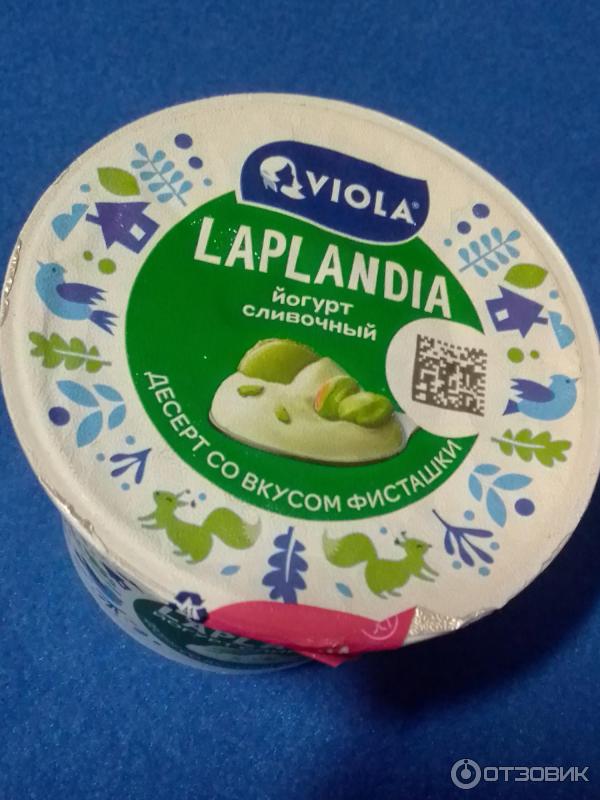 VIOLA®
LAPLANDIA
йогурт
сливочный
ДЕСЕРТ СО ВКУСОМ ФИСТАШКИ
ОТЗОВИК